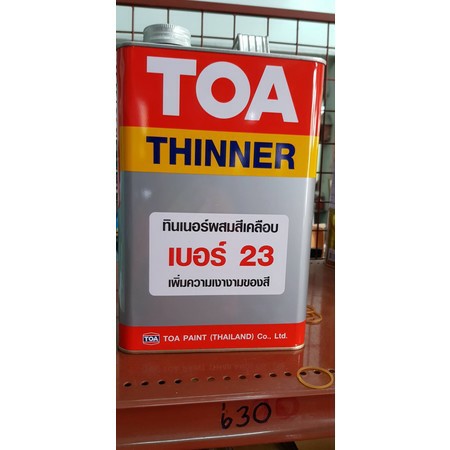 TOA
THINNER
ทินเนอร์ผสมสีเคลือบ
เบอร์ 23
เพิ่มความเงางามของสี
TOA TOA PAINT (THAILAND) Co., Ltd.
630